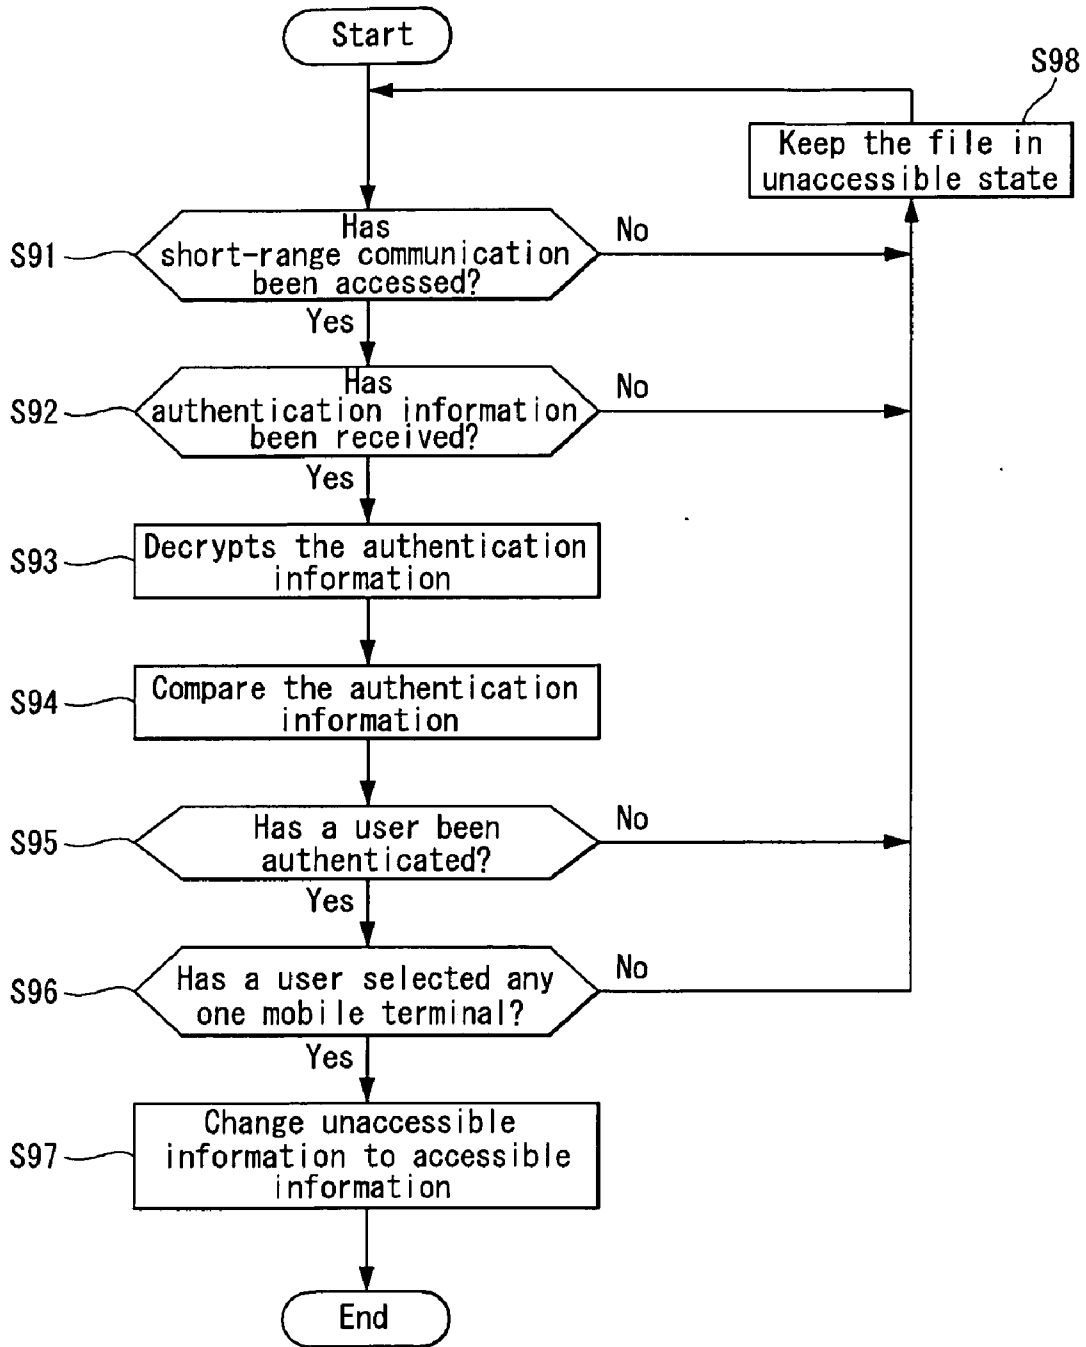 Start
S98
Keep the file in
unaccessible state
S91
Has
short-range communication
been accessed?
No
Yes
S92
Has
authentication information
been received?
No
Yes
S93
Decrypts the authentication
information
S94
Compare the authentication
information
S95
Has a user been
authenticated?
No
Yes
S96
Has a user selected any
one mobile terminal?
No
Yes
S97
Change unaccessible
information to accessible
information
End